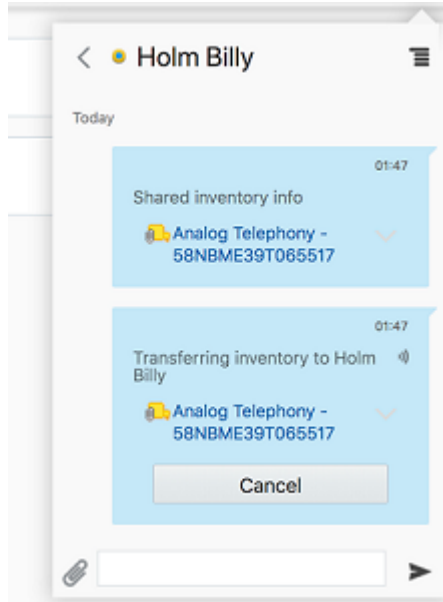 Holm Billy
Today
01:47
Shared inventory info
Analog Telephony -
58NBME39T065517
01:47
Transferring inventory to Holm
Billy
Analog Telephony -
58NBME39T065517
Cancel